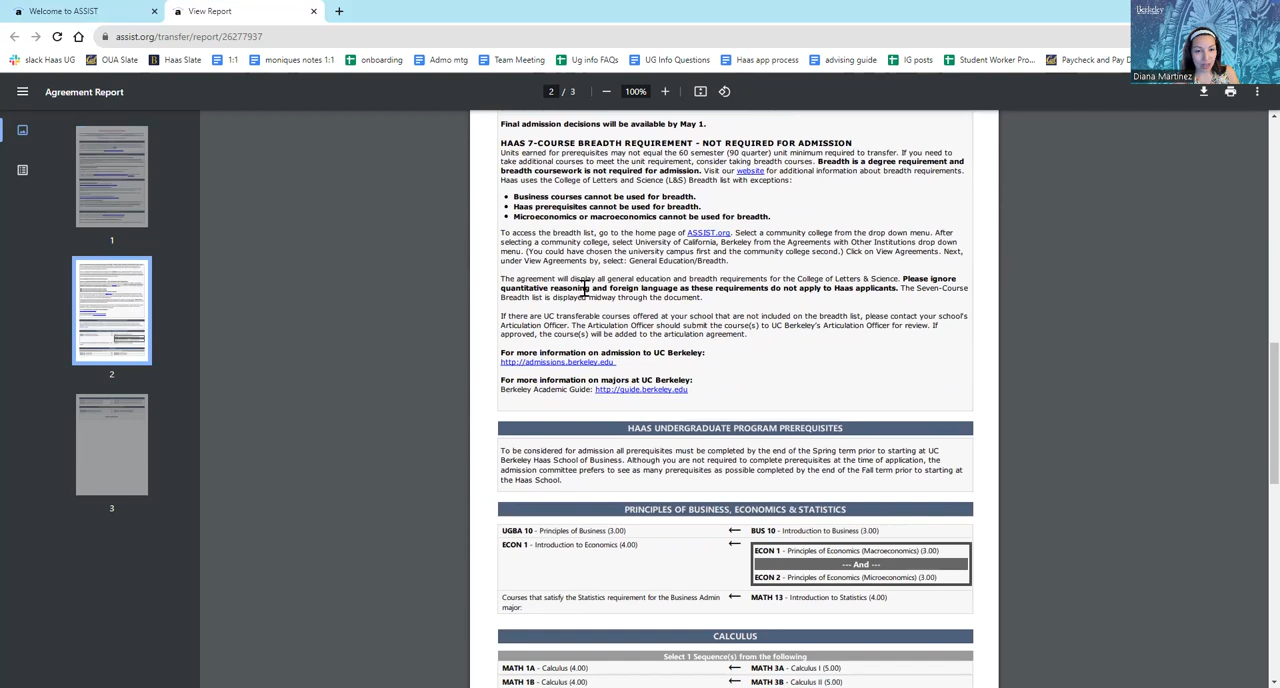 Welcome to ASSIST
View Report
assist.org/transfer/report/26277937
slack Haas UG
OUA Slate
Haas Slate
1:1
moniques notes 1:1
onboarding
Admo mtg
Team Meeting
Ug info FAQs
UG Info Questions
Haas app process
advising guide
IG posts
Student Worker Pro...
Paycheck and Pay D
Berkeley
Diana Martinez
Agreement Report
2 / 3
100%
1
2
3
Final admission decisions will be available by May 1.
HAAS 7-COURSE BREADTH REQUIREMENT - NOT REQUIRED FOR ADMISSION
Units earned for prerequisites may not equal the 60 semester (90 quarter) unit minimum required to transfer. If you need to
take additional courses to meet the unit requirement, consider taking breadth courses. Breadth is a degree requirement and
breadth coursework is not required for admission. Visit our website for additional information about breadth requirements.
Haas uses the College of Letters and Science (L&S) Breadth list with exceptions:
• Business courses cannot be used for breadth.
• Haas prerequisites cannot be used for breadth.
• Microeconomics or macroeconomics cannot be used for breadth.
To access the breadth list, go to the home page of ASSIST.org. Select a community college from the drop down menu. After
selecting a community college, select University of California, Berkeley from the Agreements with Other Institutions drop down
menu. (You could have chosen the university campus first and the community college second.) Click on View Agreements. Next,
under View Agreements by, select: General Education/Breadth.
The agreement will display all general education and breadth requirements for the College of Letters & Science. Please ignore
quantitative reasoning and foreign language as these requirements do not apply to Haas applicants. The Seven-Course
Breadth list is displayed midway through the document.
If there are UC transferable courses offered at your school that are not included on the breadth list, please contact your school's
Articulation Officer. The Articulation Officer should submit the course(s) to UC Berkeley's Articulation Officer for review. If
approved, the course(s) will be added to the articulation agreement.
For more information on admission to UC Berkeley:
http://admissions.berkeley.edu
For more information on majors at UC Berkeley:
Berkeley Academic Guide: http://guide.berkeley.edu
HAAS UNDERGRADUATE PROGRAM PREREQUISITES
To be considered for admission all prerequisites must be completed by the end of the Spring term prior to starting at UC
Berkeley Haas School of Business. Although you are not required to complete prerequisites at the time of application, the
admission committee prefers to see as many prerequisites as possible completed by the end of the Fall term prior to starting at
the Haas School.
PRINCIPLES OF BUSINESS, ECONOMICS & STATISTICS
UGBA 10 - Principles of Business (3.00) ← BUS 10 - Introduction to Business (3.00)
ECON 1 - Introduction to Economics (4.00) ← ECON 1 - Principles of Economics (Macroeconomics) (3.00)
--- And ---
ECON 2 - Principles of Economics (Microeconomics) (3.00)
Courses that satisfy the Statistics requirement for the Business Admin ← MATH 13 - Introduction to Statistics (4.00)
major:
CALCULUS
Select 1 Sequence(s) from the following
MATH 1A - Calculus (4.00) ← MATH 3A - Calculus I (5.00)
MATH 1B - Calculus (4.00) ← MATH 3B - Calculus II (5.00)